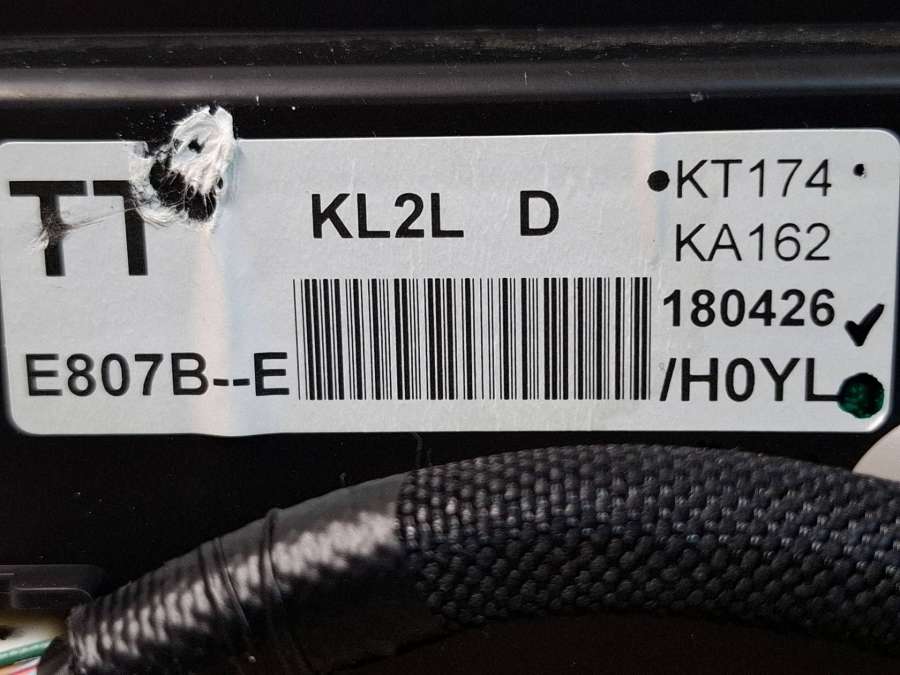 TT
KL2L D
KT174
KA162
180426
E807B--E
/H0YL